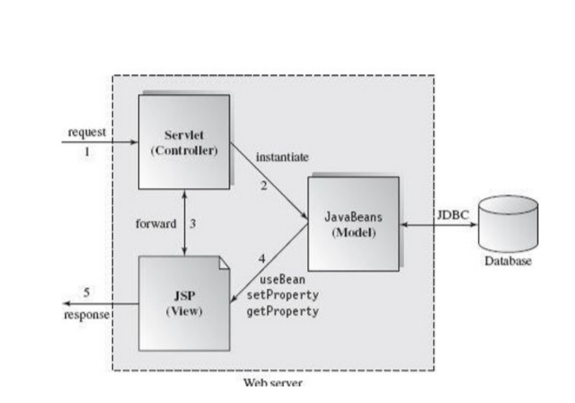 request
1
Servlet
(Controller)
instantiate
2
JavaBeans
(Model)
JDBC
Database
forward
3
4
useBean
setProperty
getProperty
JSP
(View)
5
response
Web server